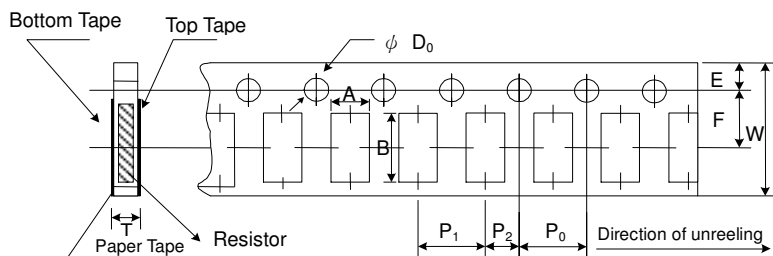 Bottom Tape
Top Tape
ψ D₀
A
E
F
W
B
T
Paper Tape
Resistor
P₁
P₂
P₀
Direction of unreeling